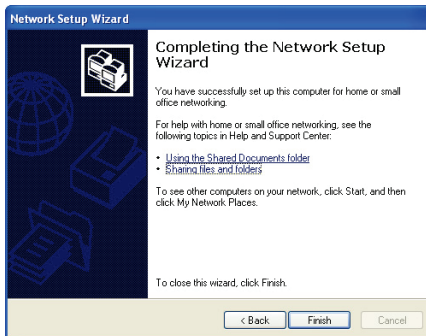 Network Setup Wizard
Completing the Network Setup
Wizard
You have successfully set up this computer for home or small
office networking.
For help with home or small office networking, see the
following topics in Help and Support Center:
• Using the Shared Documents folder
• Sharing files and folders
To see other computers on your network, click Start, and then
click My Network Places.
To close this wizard, click Finish.
< Back Finish Cancel